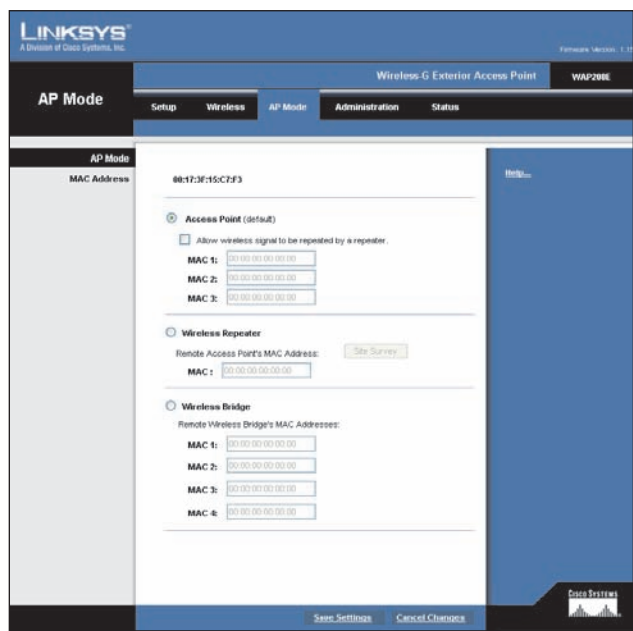 LINKSYS®
A Division of Cisco Systems, Inc.
Firmware Version: 1.15
Wireless-G Exterior Access Point WAP200E
AP Mode
Setup Wireless AP Mode Administration Status
AP Mode
MAC Address
00:17:3F:15:C7:F3
Help...
Access Point (default)
Allow wireless signal to be repeated by a repeater.
MAC 1: 00:00:00:00:00:00
MAC 2: 00:00:00:00:00:00
MAC 3: 00:00:00:00:00:00
Wireless Repeater
Remote Access Point's MAC Address: Site Survey
MAC : 00:00:00:00:00:00
Wireless Bridge
Remote Wireless Bridge's MAC Addresses:
MAC 1: 00:00:00:00:00:00
MAC 2: 00:00:00:00:00:00
MAC 3: 00:00:00:00:00:00
MAC 4: 00:00:00:00:00:00
Save Settings Cancel Changes
CISCO SYSTEMS